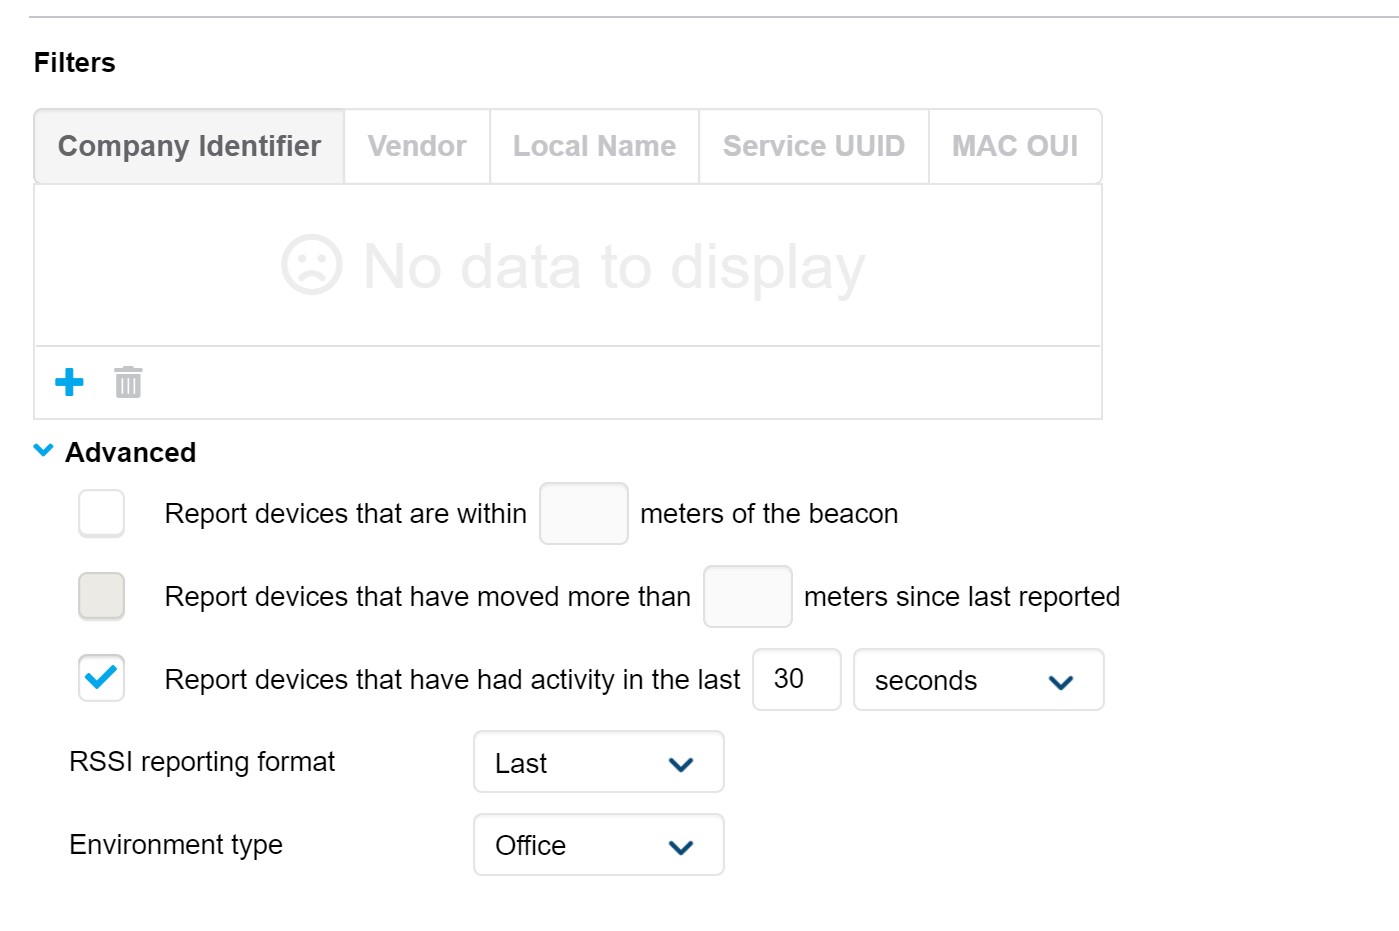 Filters
Company Identifier Vendor Local Name Service UUID MAC OUI
No data to display
Advanced
Report devices that are within meters of the beacon
Report devices that have moved more than meters since last reported
Report devices that have had activity in the last 30 seconds
RSSI reporting format Last
Environment type Office